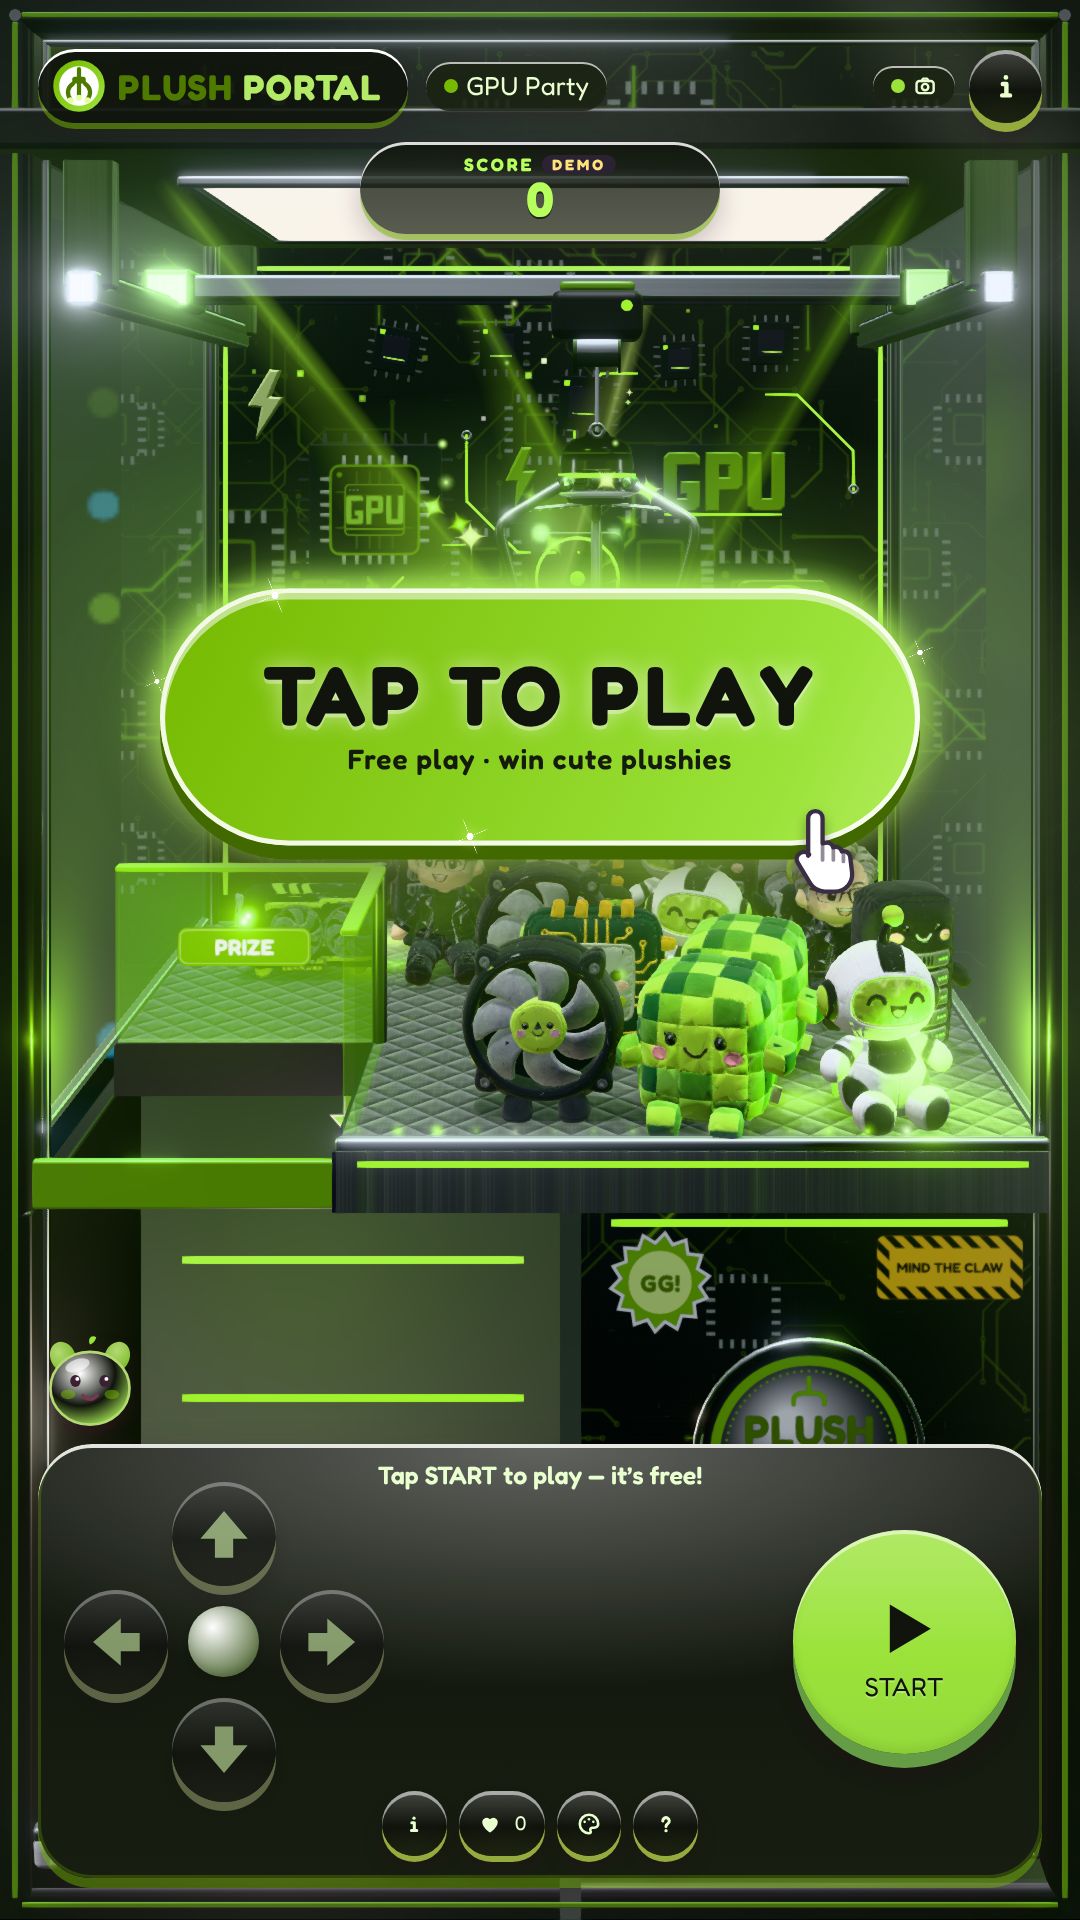 PLUSH PORTAL
GPU Party
SCORE DEMO
0
GPU
GPU
TAP TO PLAY
Free play · win cute plushies
PRIZE
GG!
MIND THE CLAW
PLUSH
Tap START to play – it's free!
START
0